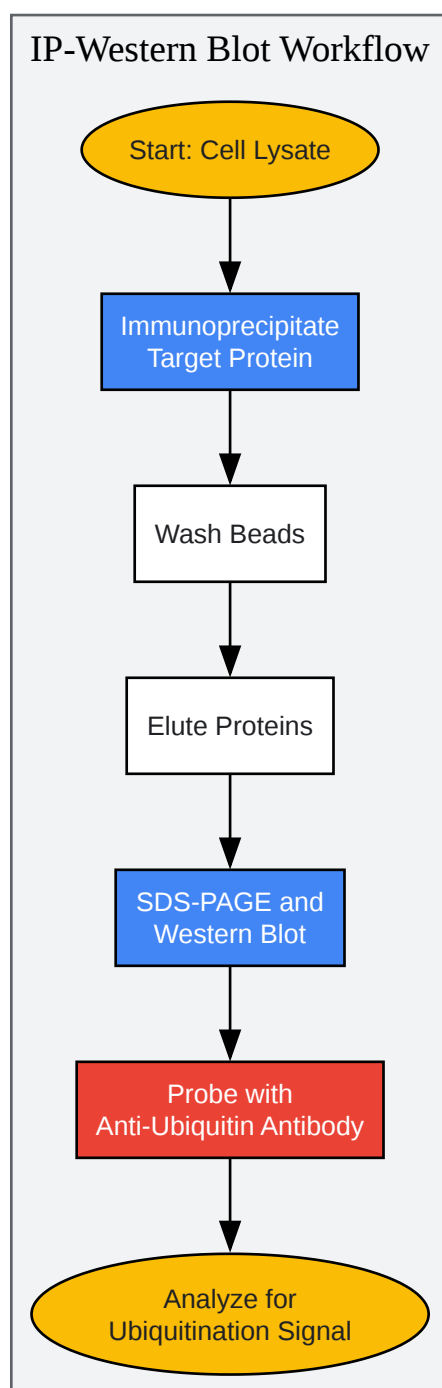 IP-Western Blot Workflow
Start: Cell Lysate
Immunoprecipitate
Target Protein
Wash Beads
Elute Proteins
SDS-PAGE and
Western Blot
Probe with
Anti-Ubiquitin Antibody
Analyze for
Ubiquitination Signal